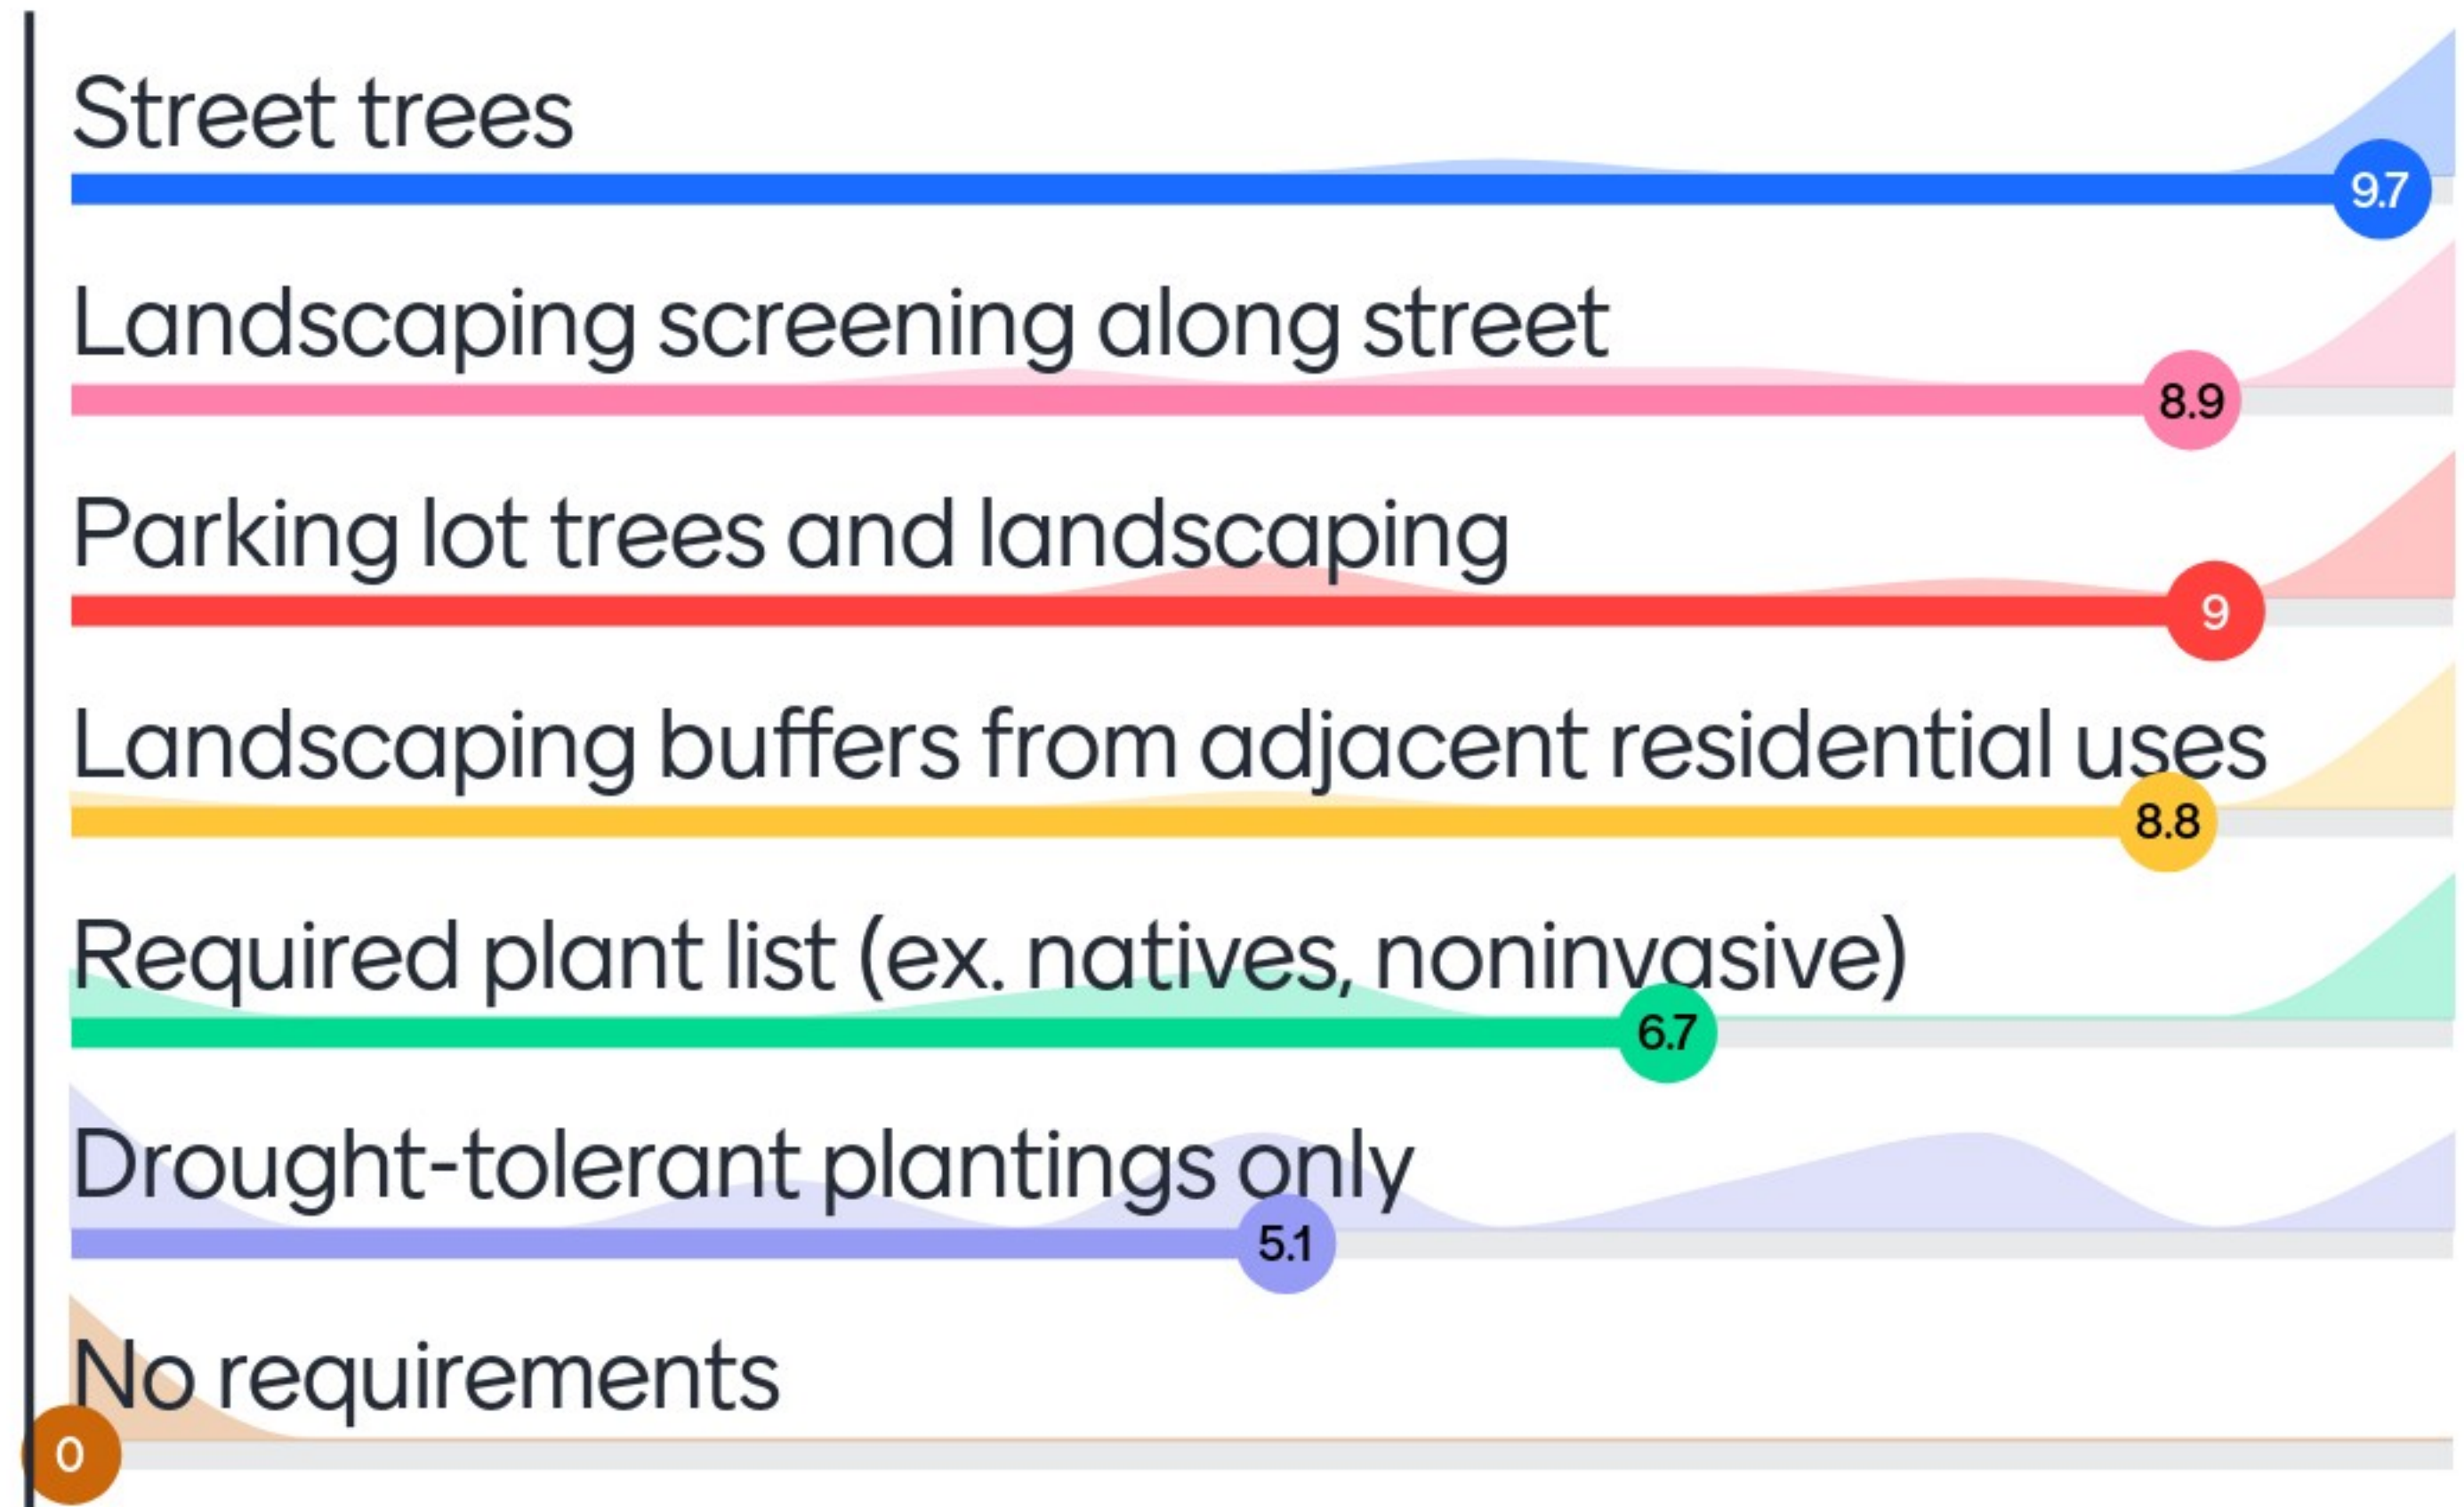 Street trees
9.7
Landscaping screening along street
8.9
Parking lot trees and landscaping
9
Landscaping buffers from adjacent residential uses
8.8
Required plant list (ex. natives, noninvasive)
6.7
Drought-tolerant plantings only
5.1
No requirements
0